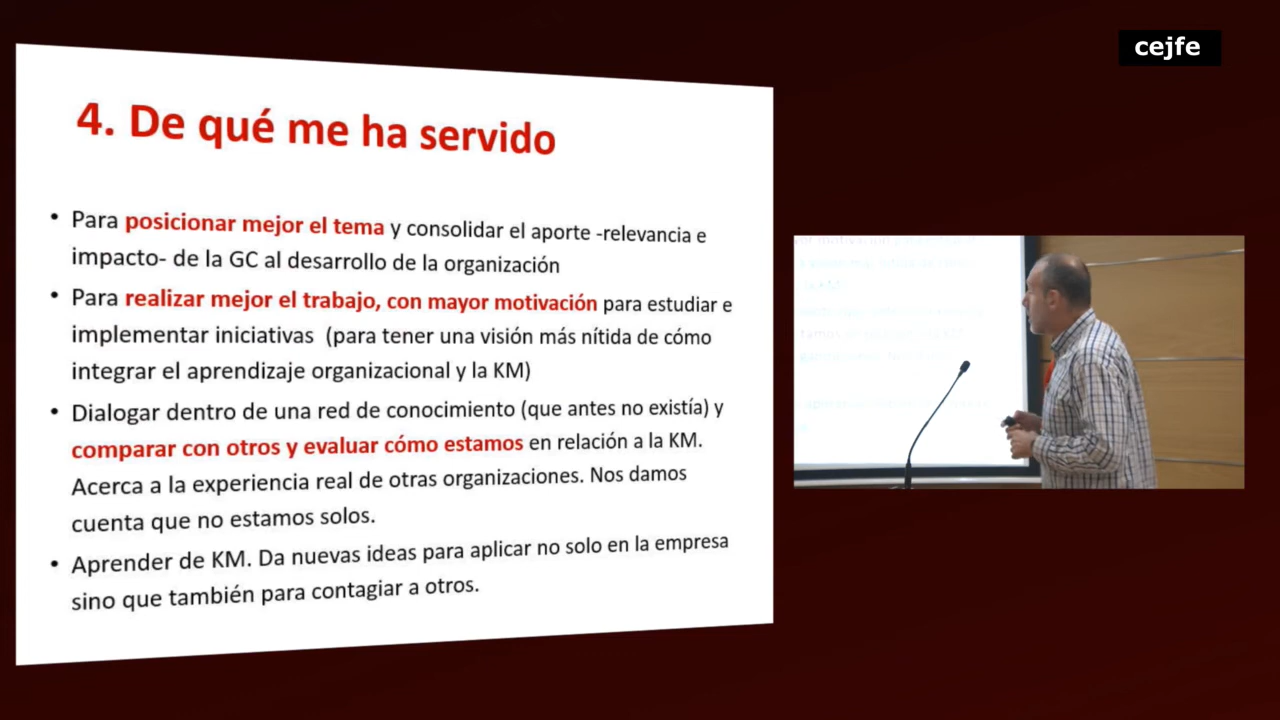 cejfe
4. De qué me ha servido
• Para posicionar mejor el tema y consolidar el aporte -relevancia e
impacto- de la GC al desarrollo de la organización
• Para realizar mejor el trabajo, con mayor motivación para estudiar e
implementar iniciativas (para tener una visión más nítida de cómo
integrar el aprendizaje organizacional y la KM)
• Dialogar dentro de una red de conocimiento (que antes no existía) y
comparar con otros y evaluar cómo estamos en relación a la KM.
Acerca a la experiencia real de otras organizaciones. Nos damos
cuenta que no estamos solos.
• Aprender de KM. Da nuevas ideas para aplicar no solo en la empresa
sino que también para contagiar a otros.